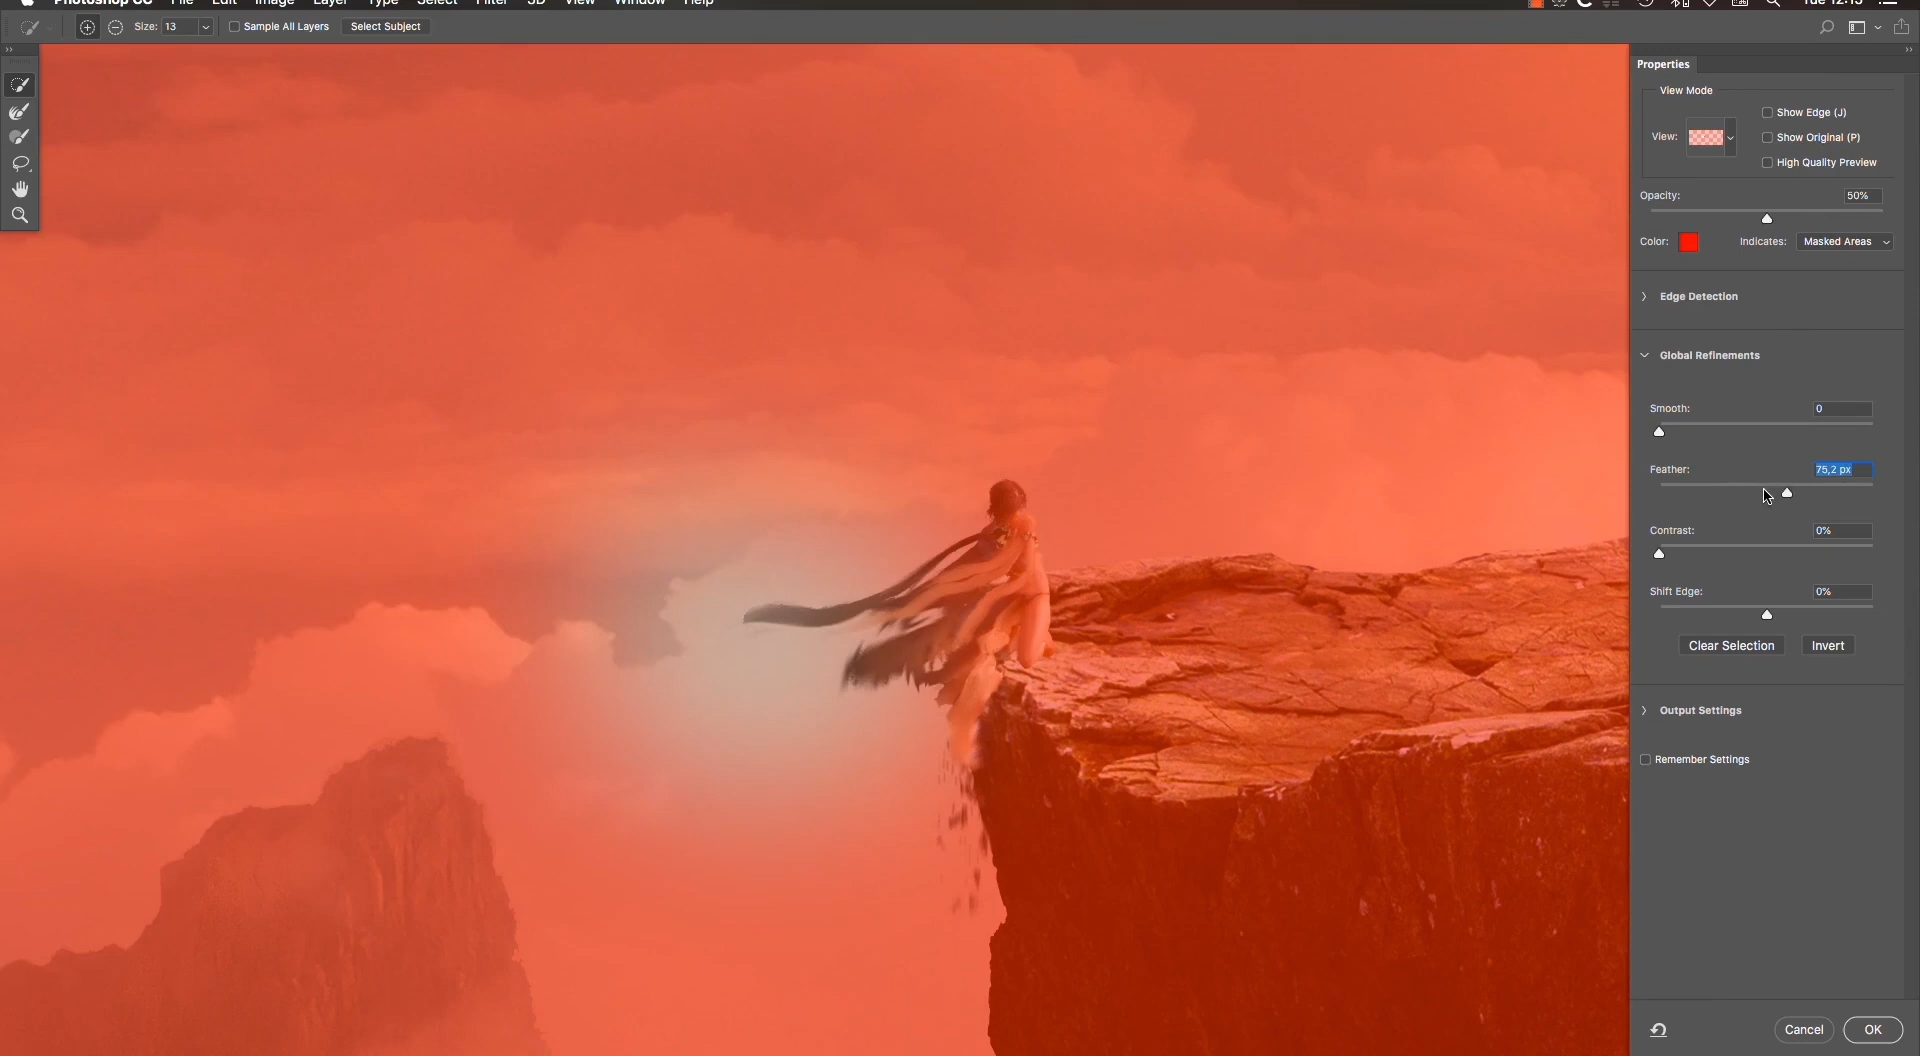 Photoshop CC File Edit Image Layer Type Select Filter 3D View Window Help Tue 12:15
Size: 13 Sample All Layers Select Subject
Properties
View Mode
Show Edge (J)
View: Show Original (P)
High Quality Preview
Opacity: 50%
Color: Indicates: Masked Areas
Edge Detection
Global Refinements
Smooth: 0
Feather: 75,2 px
Contrast: 0%
Shift Edge: 0%
Clear Selection Invert
Output Settings
Remember Settings
Cancel OK